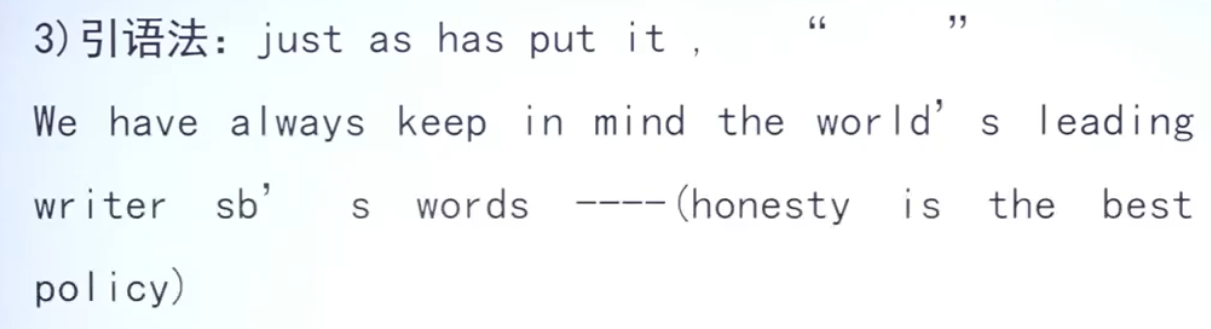 3)引语法：just as has put it , “ ”
We have always keep in mind the world’s leading
writer sb’s words ----(honesty is the best
policy)